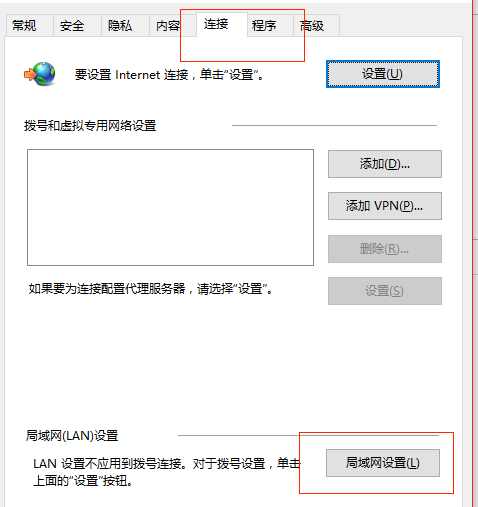 常规 安全 隐私 内容 连接 程序 高级
要设置 Internet 连接，单击“设置”。 设置(U)
拨号和虚拟专用网络设置
添加(D)...
添加 VPN(P)...
删除(R)...
如果要为连接配置代理服务器，请选择“设置”。 设置(S)
局域网(LAN)设置
LAN 设置不应用到拨号连接。对于拨号设置，单击 局域网设置(L)
上面的“设置”按钮。